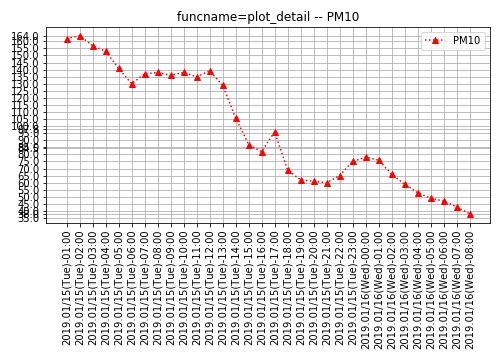 funcname=plot_detail -- PM10
PM10
164.0
155.0
150.0
145.0
140.0
135.0
130.0
125.0
120.0
115.0
110.0
105.0
90.0
75.0
70.0
65.0
60.0
55.0
50.0
45.0
2019.01/15(Tue)-01:00
2019.01/15(Tue)-02:00
2019.01/15(Tue)-03:00
2019.01/15(Tue)-04:00
2019.01/15(Tue)-05:00
2019.01/15(Tue)-06:00
2019.01/15(Tue)-07:00
2019.01/15(Tue)-08:00
2019.01/15(Tue)-09:00
2019.01/15(Tue)-10:00
2019.01/15(Tue)-11:00
2019.01/15(Tue)-12:00
2019.01/15(Tue)-13:00
2019.01/15(Tue)-14:00
2019.01/15(Tue)-15:00
2019.01/15(Tue)-16:00
2019.01/15(Tue)-17:00
2019.01/15(Tue)-18:00
2019.01/15(Tue)-19:00
2019.01/15(Tue)-20:00
2019.01/15(Tue)-21:00
2019.01/15(Tue)-22:00
2019.01/15(Tue)-23:00
2019.01/16(Wed)-00:00
2019.01/16(Wed)-01:00
2019.01/16(Wed)-02:00
2019.01/16(Wed)-03:00
2019.01/16(Wed)-04:00
2019.01/16(Wed)-05:00
2019.01/16(Wed)-06:00
2019.01/16(Wed)-07:00
2019.01/16(Wed)-08:00